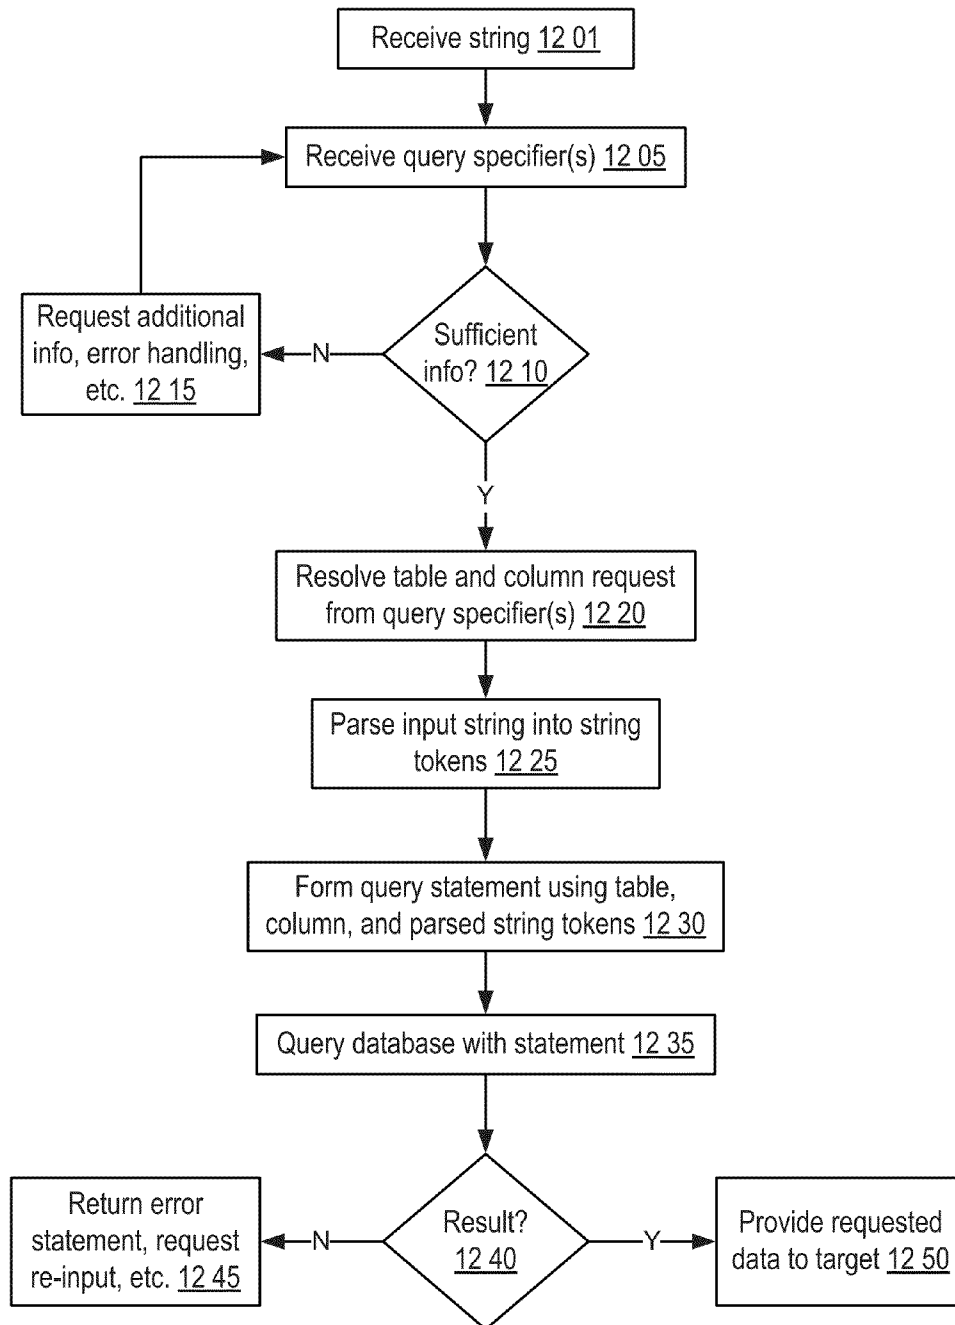 Receive string 12 01
Receive query specifier(s) 12 05
Request additional
info, error handling,
etc. 12 15
N
Sufficient
info? 12 10
Y
Resolve table and column request
from query specifier(s) 12 20
Parse input string into string
tokens 12 25
Form query statement using table,
column, and parsed string tokens 12 30
Query database with statement 12 35
Return error
statement, request
re-input, etc. 12 45
N
Result?
12 40
Y
Provide requested
data to target 12 50